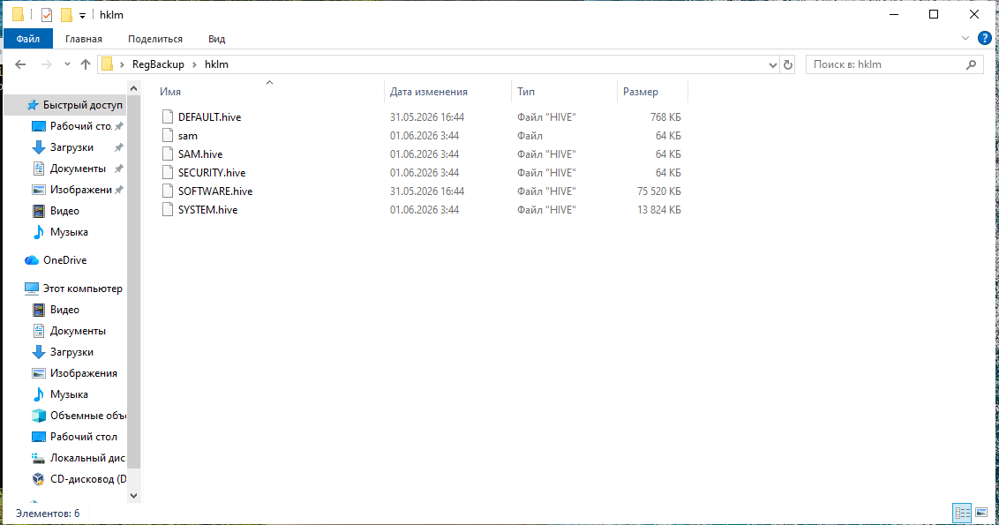 hklm
Файл Главная Поделиться Вид
RegBackup hklm Поиск в: hklm
Имя Дата изменения Тип Размер
DEFAULT.hive 31.05.2026 16:44 Файл "HIVE" 768 КБ
sam 01.06.2026 3:44 Файл 64 КБ
SAM.hive 01.06.2026 3:44 Файл "HIVE" 64 КБ
SECURITY.hive 01.06.2026 3:44 Файл "HIVE" 64 КБ
SOFTWARE.hive 31.05.2026 16:44 Файл "HIVE" 75 520 КБ
SYSTEM.hive 01.06.2026 3:44 Файл "HIVE" 13 824 КБ
Быстрый доступ
Рабочий сто.
Загрузки
Документы
Изображени
Видео
Музыка
OneDrive
Этот компьютер
Видео
Документы
Загрузки
Изображения
Музыка
Объемные объ
Рабочий стол
Локальный дис
CD-дисковод (D
Элементов: 6